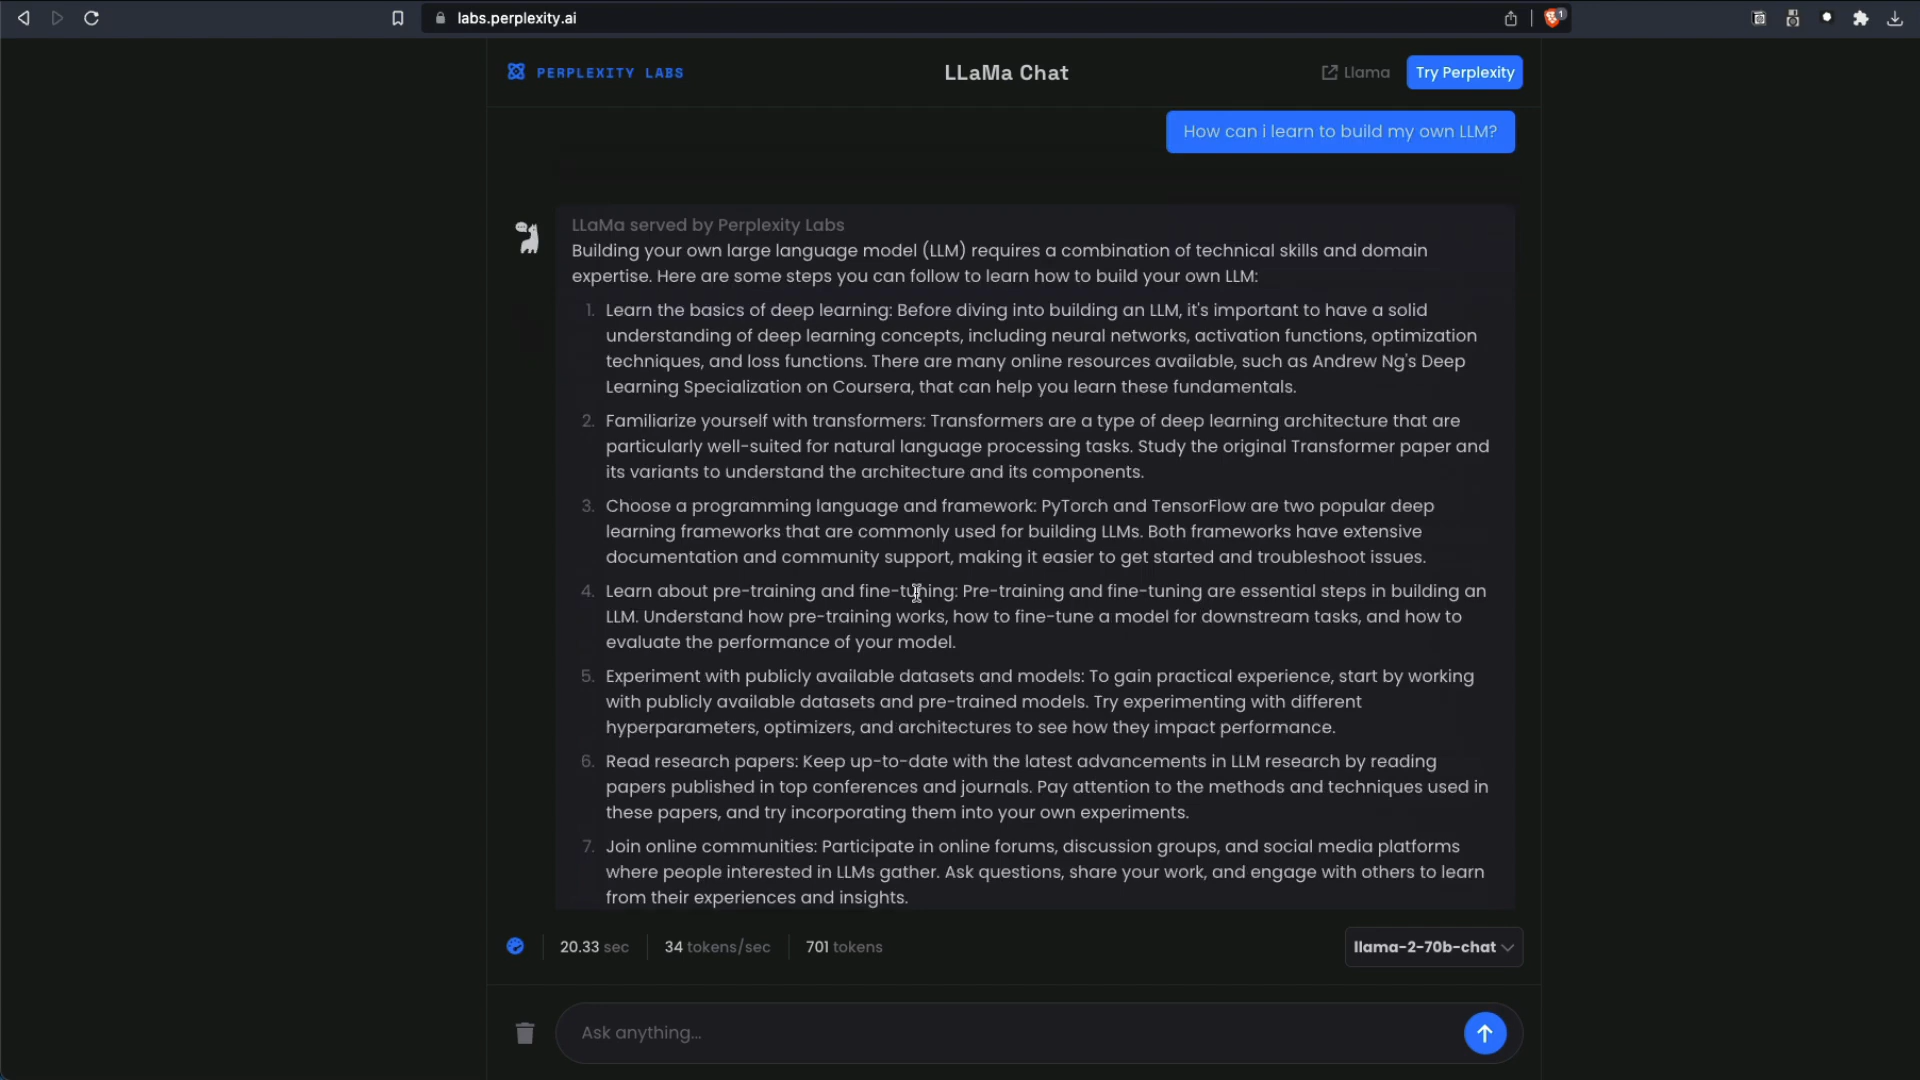 labs.perplexity.ai
1
PERPLEXITY LABS
LLaMa Chat
Llama
Try Perplexity
How can i learn to build my own LLM?
LLaMa served by Perplexity Labs
Building your own large language model (LLM) requires a combination of technical skills and domain
expertise. Here are some steps you can follow to learn how to build your own LLM:
1. Learn the basics of deep learning: Before diving into building an LLM, it's important to have a solid
understanding of deep learning concepts, including neural networks, activation functions, optimization
techniques, and loss functions. There are many online resources available, such as Andrew Ng's Deep
Learning Specialization on Coursera, that can help you learn these fundamentals.
2. Familiarize yourself with transformers: Transformers are a type of deep learning architecture that are
particularly well-suited for natural language processing tasks. Study the original Transformer paper and
its variants to understand the architecture and its components.
3. Choose a programming language and framework: PyTorch and TensorFlow are two popular deep
learning frameworks that are commonly used for building LLMs. Both frameworks have extensive
documentation and community support, making it easier to get started and troubleshoot issues.
4. Learn about pre-training and fine-tuning: Pre-training and fine-tuning are essential steps in building an
LLM. Understand how pre-training works, how to fine-tune a model for downstream tasks, and how to
evaluate the performance of your model.
5. Experiment with publicly available datasets and models: To gain practical experience, start by working
with publicly available datasets and pre-trained models. Try experimenting with different
hyperparameters, optimizers, and architectures to see how they impact performance.
6. Read research papers: Keep up-to-date with the latest advancements in LLM research by reading
papers published in top conferences and journals. Pay attention to the methods and techniques used in
these papers, and try incorporating them into your own experiments.
7. Join online communities: Participate in online forums, discussion groups, and social media platforms
where people interested in LLMs gather. Ask questions, share your work, and engage with others to learn
from their experiences and insights.
20.33 sec
34 tokens/sec
701 tokens
llama-2-70b-chat
Ask anything...